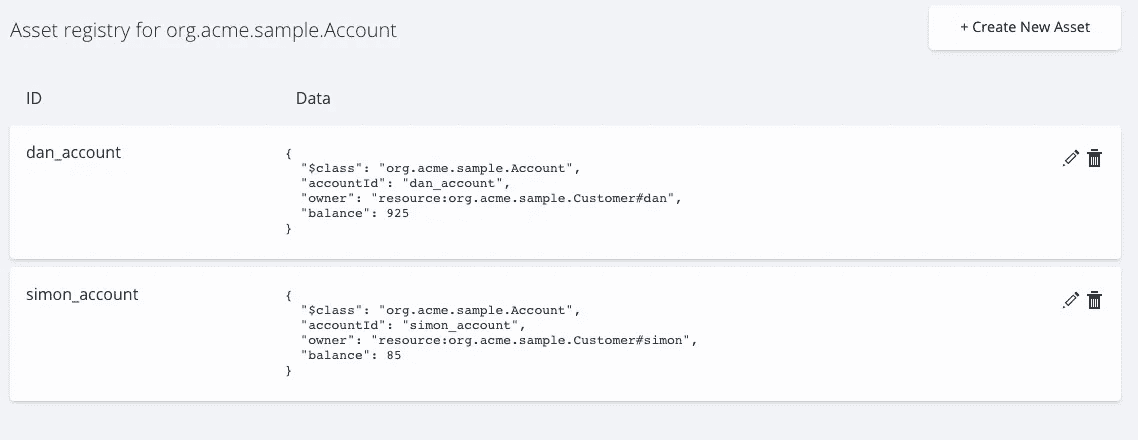 Asset registry for org.acme.sample.Account
+ Create New Asset
ID Data
dan_account
{
"$class": "org.acme.sample.Account",
"accountId": "dan_account",
"owner": "resource:org.acme.sample.Customer#dan",
"balance": 925
}
simon_account
{
"$class": "org.acme.sample.Account",
"accountId": "simon_account",
"owner": "resource:org.acme.sample.Customer#simon",
"balance": 85
}